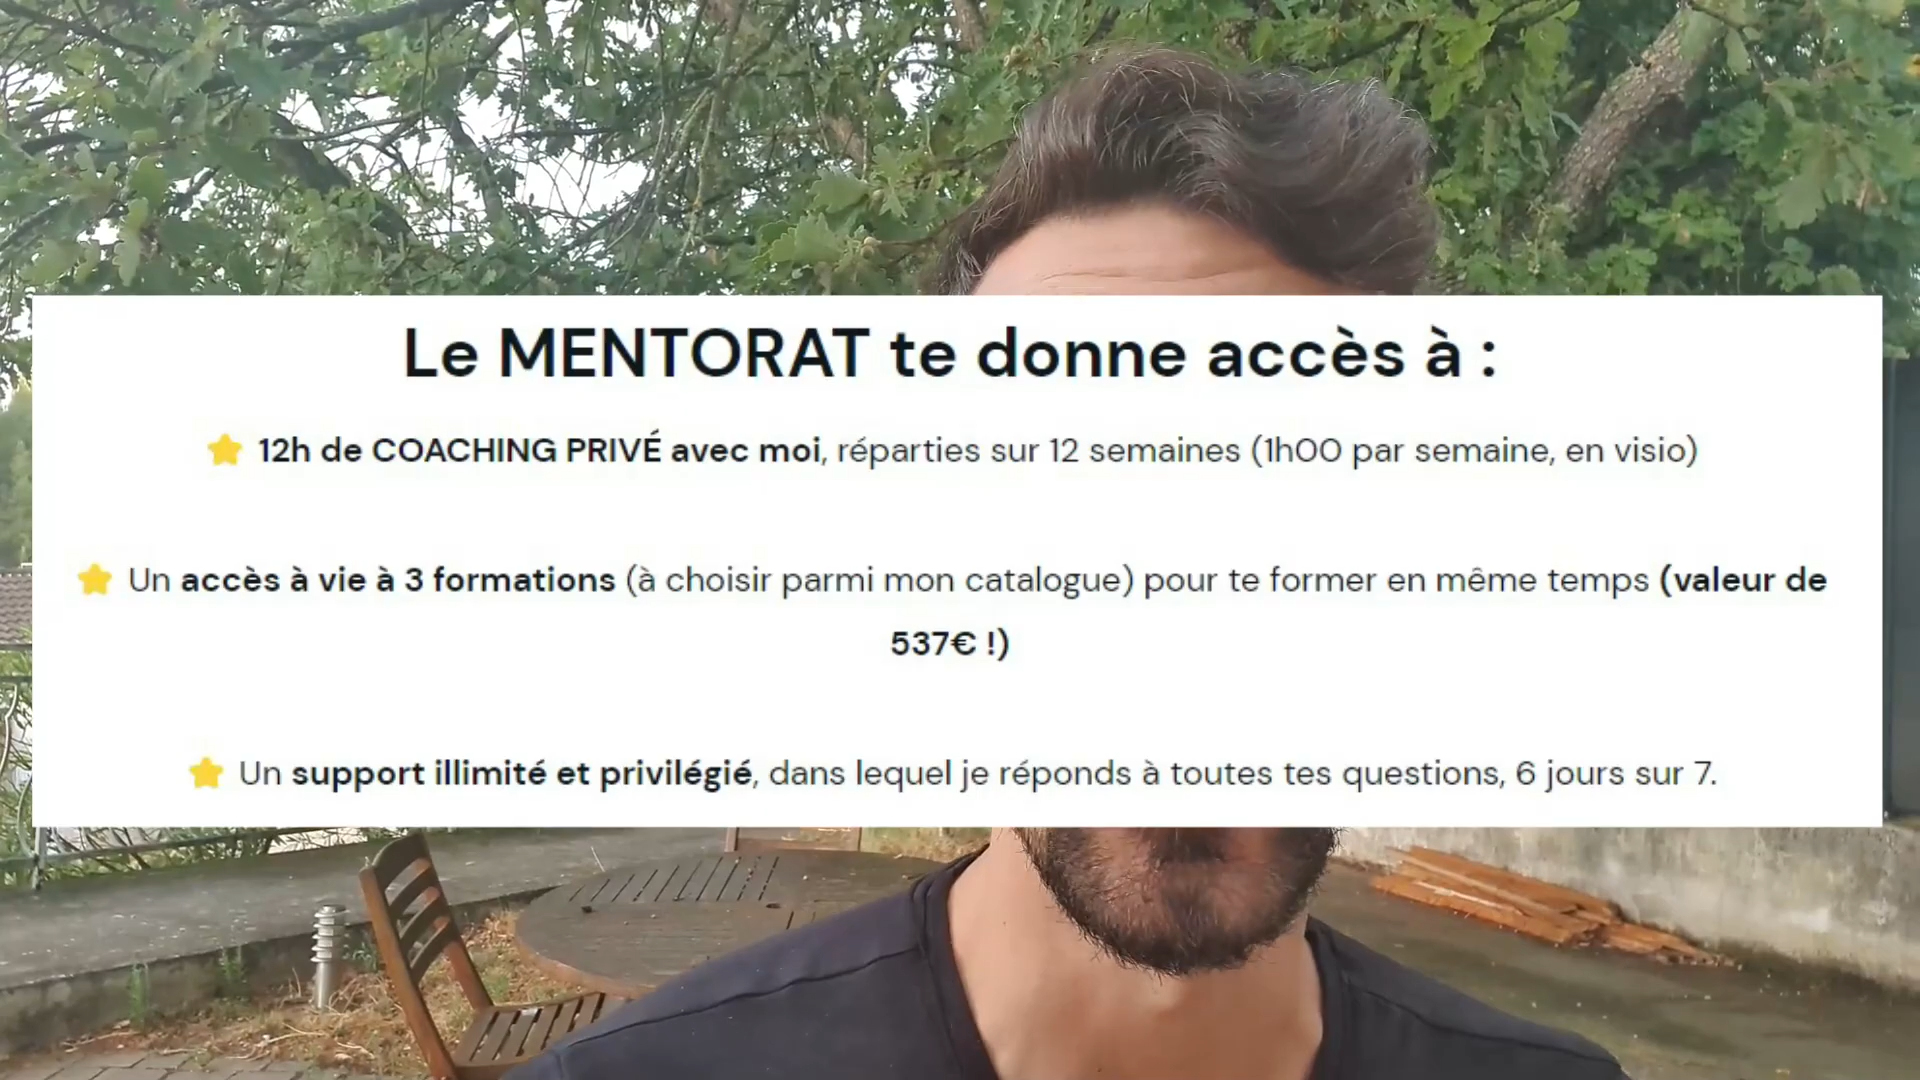 Le MENTORAT te donne accès à :
⭐ 12h de COACHING PRIVÉ avec moi, réparties sur 12 semaines (1h00 par semaine, en visio)
⭐ Un accès à vie à 3 formations (à choisir parmi mon catalogue) pour te former en même temps (valeur de
537€ !)
⭐ Un support illimité et privilégié, dans lequel je réponds à toutes tes questions, 6 jours sur 7.